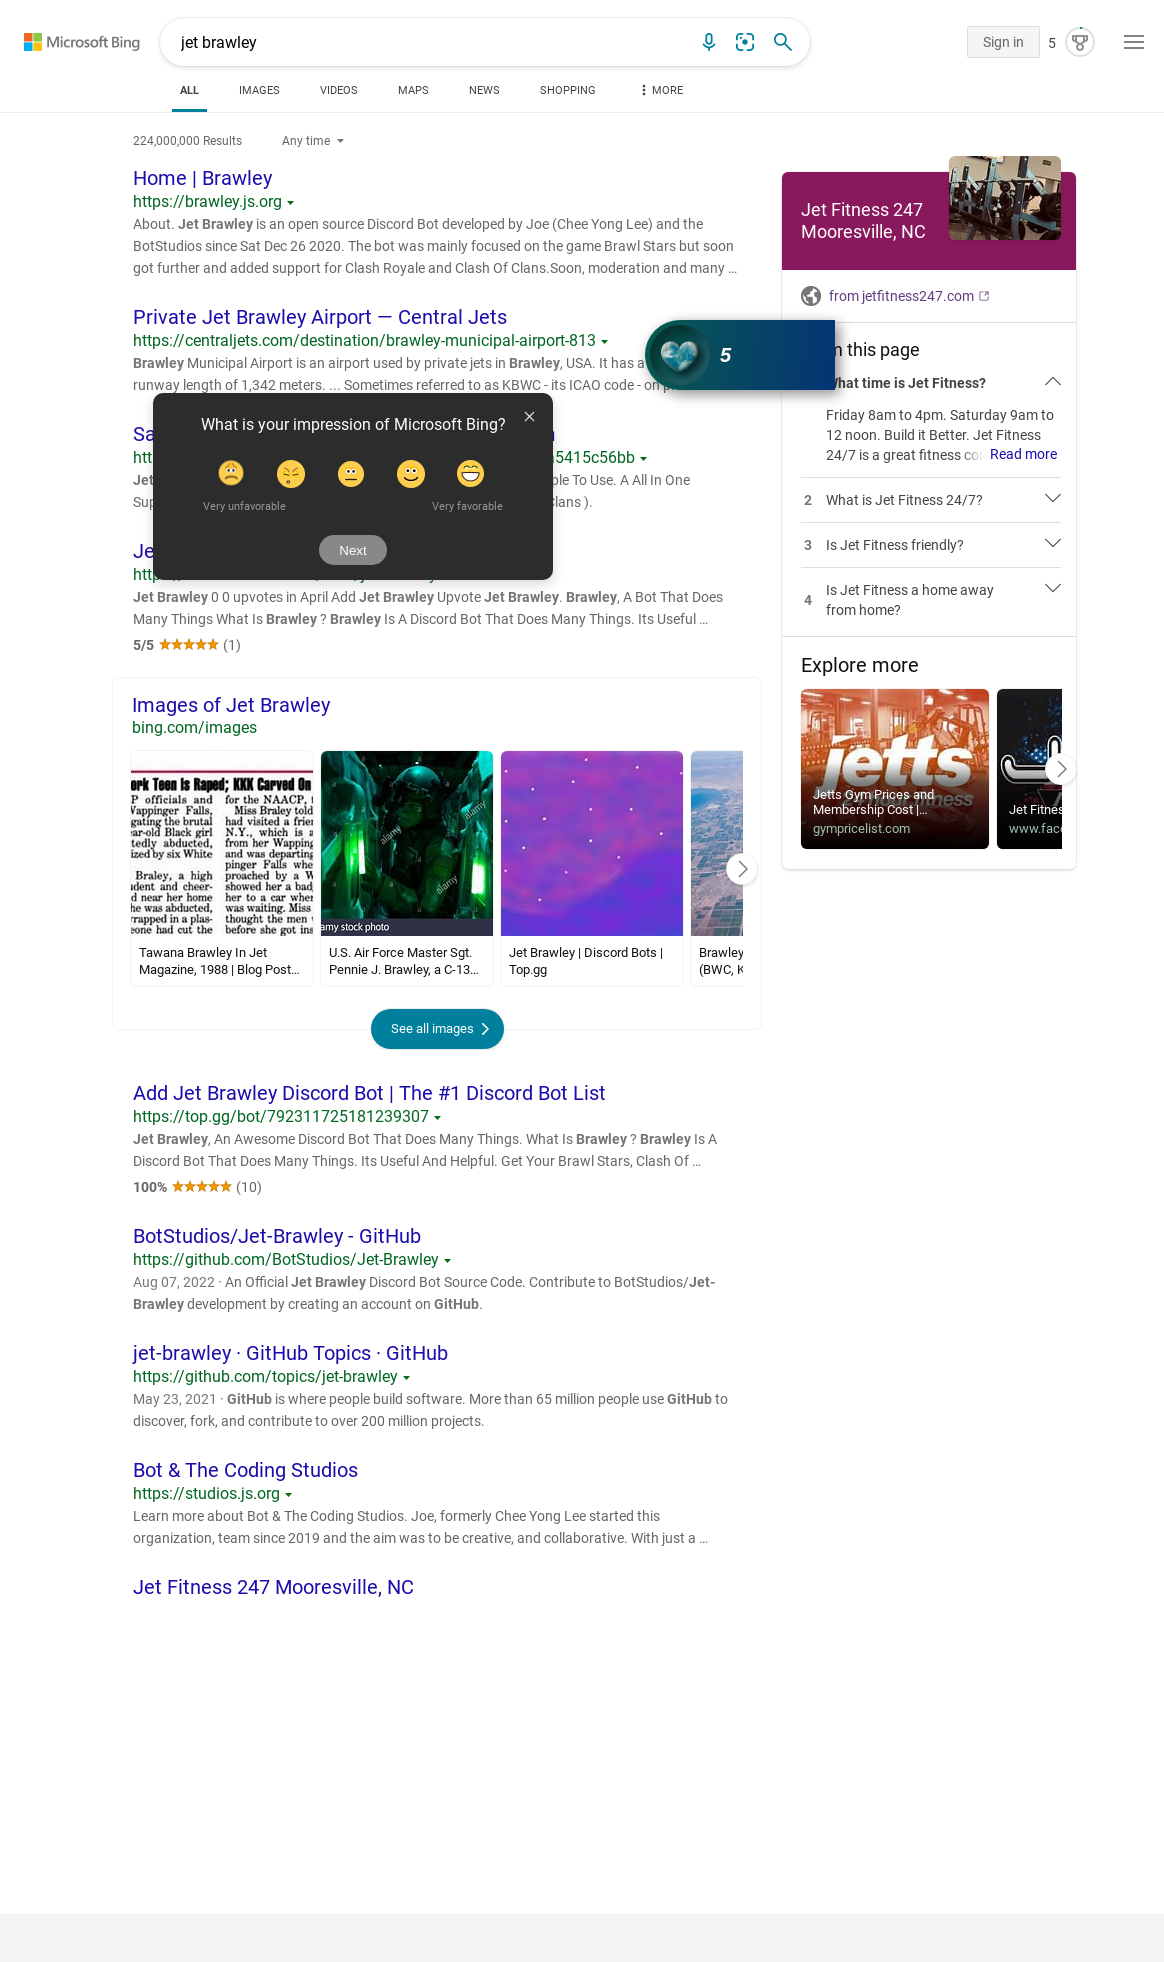 Microsoft Bing
jet brawley
Sign in
5
ALL
IMAGES
VIDEOS
MAPS
NEWS
SHOPPING
MORE
224,000,000 Results
Any time
Home | Brawley
https://brawley.js.org
About. Jet Brawley is an open source Discord Bot developed by Joe (Chee Yong Lee) and the
BotStudios since Sat Dec 26 2020. The bot was mainly focused on the game Brawl Stars but soon
got further and added support for Clash Royale and Clash Of Clans.Soon, moderation and many …
Private Jet Brawley Airport — Central Jets
https://centraljets.com/destination/brawley-municipal-airport-813
Brawley Municipal Airport is an airport used by private jets in Brawley, USA. It has a
runway length of 1,342 meters. ... Sometimes referred to as KBWC - its ICAO code - on
5
What is your impression of Microsoft Bing?
Very unfavorable
Very favorable
Next
Sa
htt
a5415c56bb
Jet
ble To Use. A All In One
Sup
Clans ).
Je
Jet Brawley 0 0 upvotes in April Add Jet Brawley Upvote Jet Brawley. Brawley, A Bot That Does
Many Things What Is Brawley ? Brawley Is A Discord Bot That Does Many Things. Its Useful …
5/5
(1)
Images of Jet Brawley
bing.com/images
ork Teen Is Raped; KKK Carved On
P officials and
Wappinger Falls,
gating the brutal
ear-old Black girl
tedly abducted,
ized by six White
Braley, a high
dent and cheer-
d near her home
she was abducted,
rapped in a plas-
eone had cut the
for the NAACP, t
Miss Braley told
had visited a frie
N.Y., which is a
from her Wapping
and was departing
pinger Falls whe
proached by a W
showed her a bad
her to a car whe
was waiting. Miss
thought the men
before she got ins
alamy
alamy
alamy
amy stock photo
Tawana Brawley In Jet
Magazine, 1988 | Blog Post...
U.S. Air Force Master Sgt.
Pennie J. Brawley, a C-13...
Jet Brawley | Discord Bots |
Top.gg
Brawley
(BWC, K
See all images
Add Jet Brawley Discord Bot | The #1 Discord Bot List
https://top.gg/bot/792311725181239307
Jet Brawley, An Awesome Discord Bot That Does Many Things. What Is Brawley ? Brawley Is A
Discord Bot That Does Many Things. Its Useful And Helpful. Get Your Brawl Stars, Clash Of …
100%
(10)
BotStudios/Jet-Brawley - GitHub
https://github.com/BotStudios/Jet-Brawley
Aug 07, 2022 · An Official Jet Brawley Discord Bot Source Code. Contribute to BotStudios/Jet-
Brawley development by creating an account on GitHub.
jet-brawley · GitHub Topics · GitHub
https://github.com/topics/jet-brawley
May 23, 2021 · GitHub is where people build software. More than 65 million people use GitHub to
discover, fork, and contribute to over 200 million projects.
Bot & The Coding Studios
https://studios.js.org
Learn more about Bot & The Coding Studios. Joe, formerly Chee Yong Lee started this
organization, team since 2019 and the aim was to be creative, and collaborative. With just a …
Jet Fitness 247 Mooresville, NC
Jet Fitness 247
Mooresville, NC
from jetfitness247.com
n this page
What time is Jet Fitness?
Friday 8am to 4pm. Saturday 9am to
12 noon. Build it Better. Jet Fitness
24/7 is a great fitness co Read more
2 What is Jet Fitness 24/7?
3 Is Jet Fitness friendly?
4 Is Jet Fitness a home away
from home?
Explore more
jetts
24 hour fitness
Jetts Gym Prices and
Membership Cost |...
gympricelist.com
Jet Fitnes
www.face